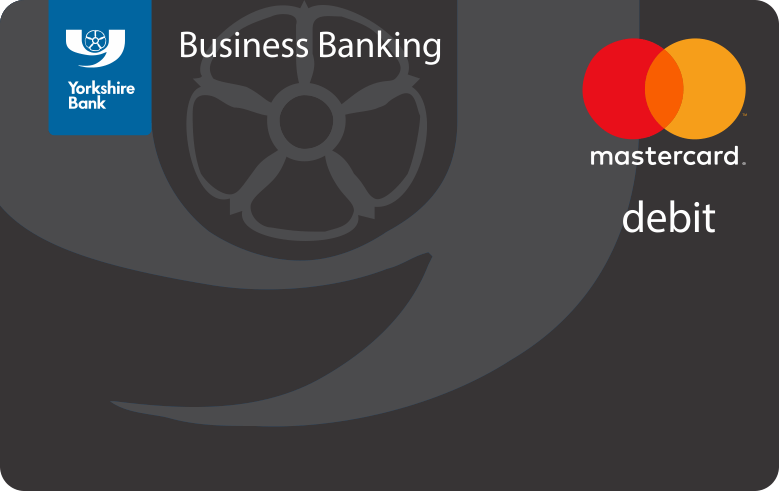 Business Banking
Yorkshire
Bank
mastercard
debit